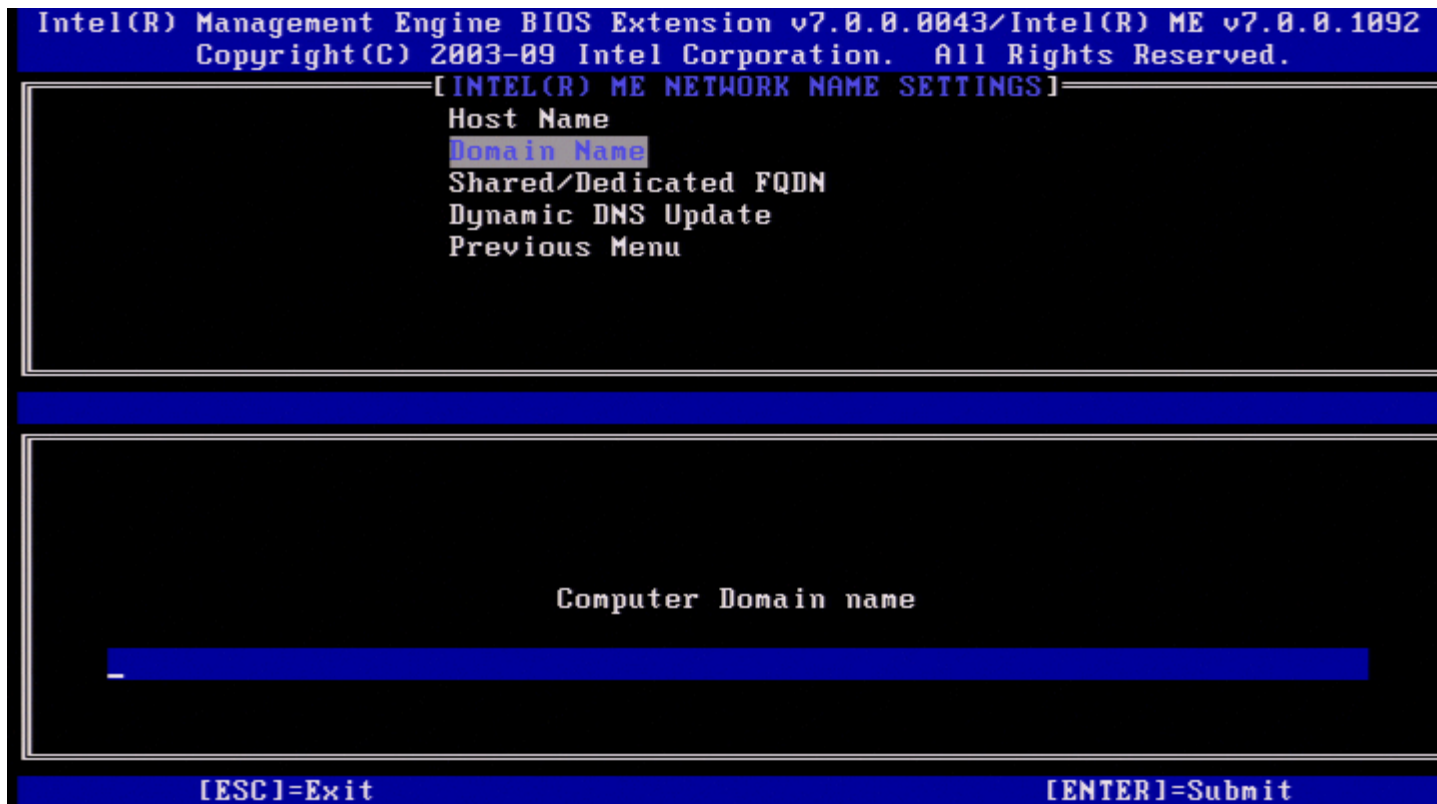 Intel(R) Management Engine BIOS Extension v7.0.0.0043/Intel(R) ME v7.0.0.1092
Copyright(C) 2003-09 Intel Corporation. All Rights Reserved.
[INTEL(R) ME NETWORK NAME SETTINGS]
Host Name
Domain Name
Shared/Dedicated FQDN
Dynamic DNS Update
Previous Menu
Computer Domain name
[ESC]=Exit [ENTER]=Submit